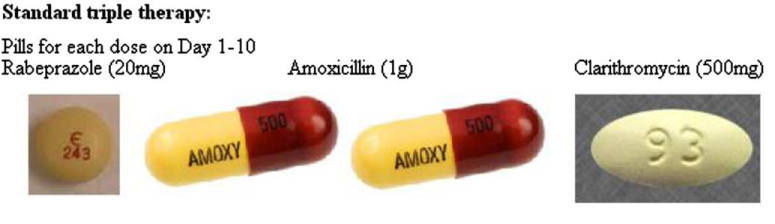 Standard triple therapy:
Pills for each dose on Day 1-10
Rabeprazole (20mg) Amoxicillin (1g) Clarithromycin (500mg)
є
243
AMOXY 500
AMOXY 500
93